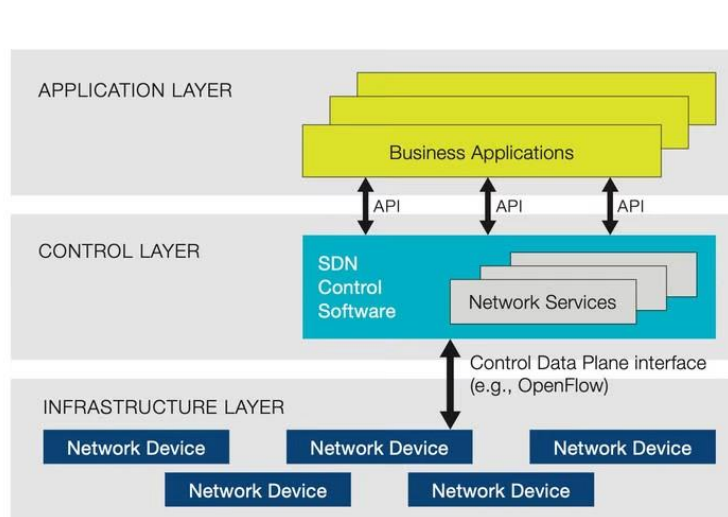 APPLICATION LAYER
Business Applications
API
API
API
CONTROL LAYER
SDN
Control
Software
Network Services
Control Data Plane interface
(e.g., OpenFlow)
INFRASTRUCTURE LAYER
Network Device
Network Device
Network Device
Network Device
Network Device